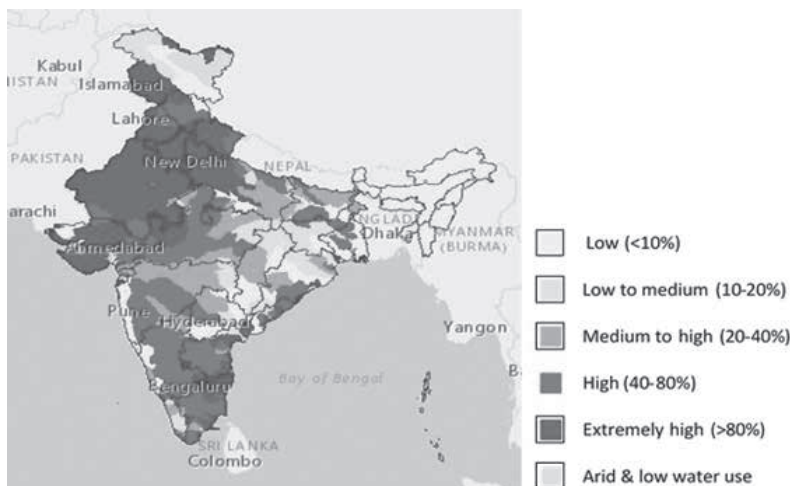 Kabul
ISTAN
Islamabad
Lahore
PAKISTAN
New Delhi
NEPAL
arachi
Ahmedabad
NGLAD
Dhaka
MYANMAR
(BURMA)
Pune
Hyderabad
Yangon
Bengaluru
Bay of Bengal
Ba
SRI LANKA
Colombo
Low (<10%)
Low to medium (10-20%)
Medium to high (20-40%)
High (40-80%)
Extremely high (>80%)
Arid & low water use